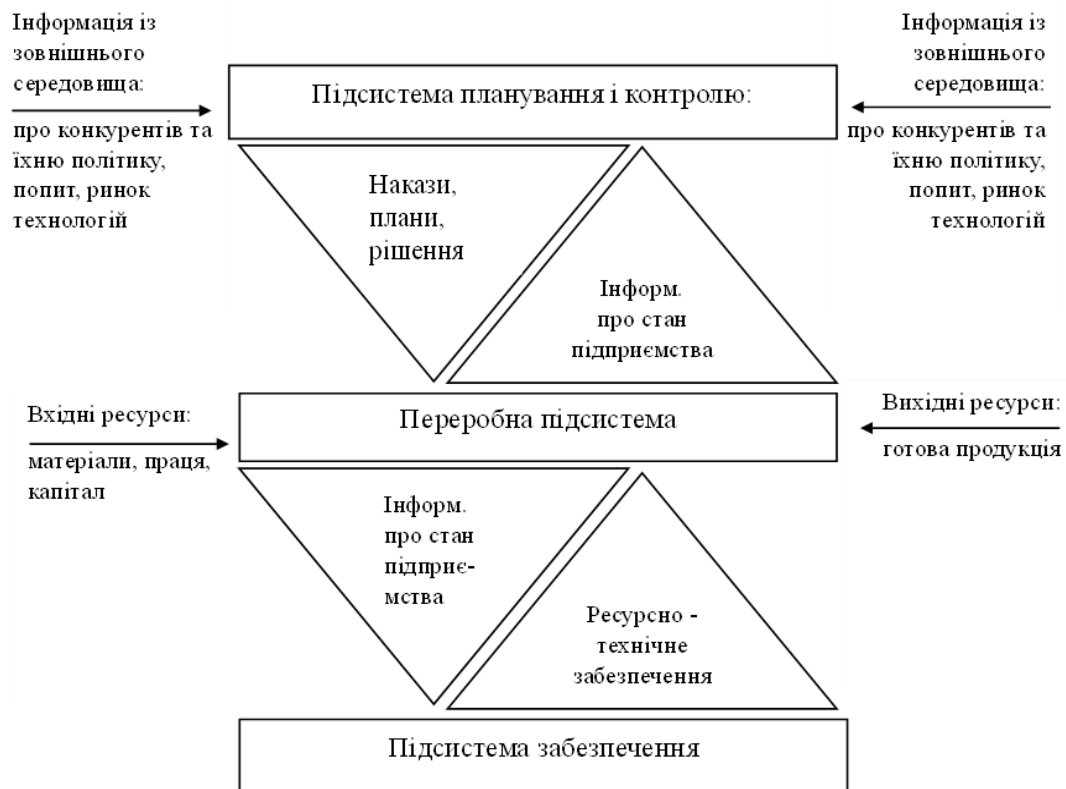 Інформація із
зовнішнього
середовища:
про конкурентів та
їхню політику,
попит, ринок
технологій
Підсистема планування і контролю:
Інформація із
зовнішнього
середовища:
про конкурентів та
їхню політику,
попит, ринок
технологій
Накази,
плани,
рішення
Інформ.
про стан
підприємства
Вхідні ресурси:
матеріали, праця,
капітал
Переробна підсистема
Вихідні ресурси:
готова продукція
Інформ.
про стан
підприє-
мства
Ресурсно -
технічне
забезпечення
Підсистема забезпечення